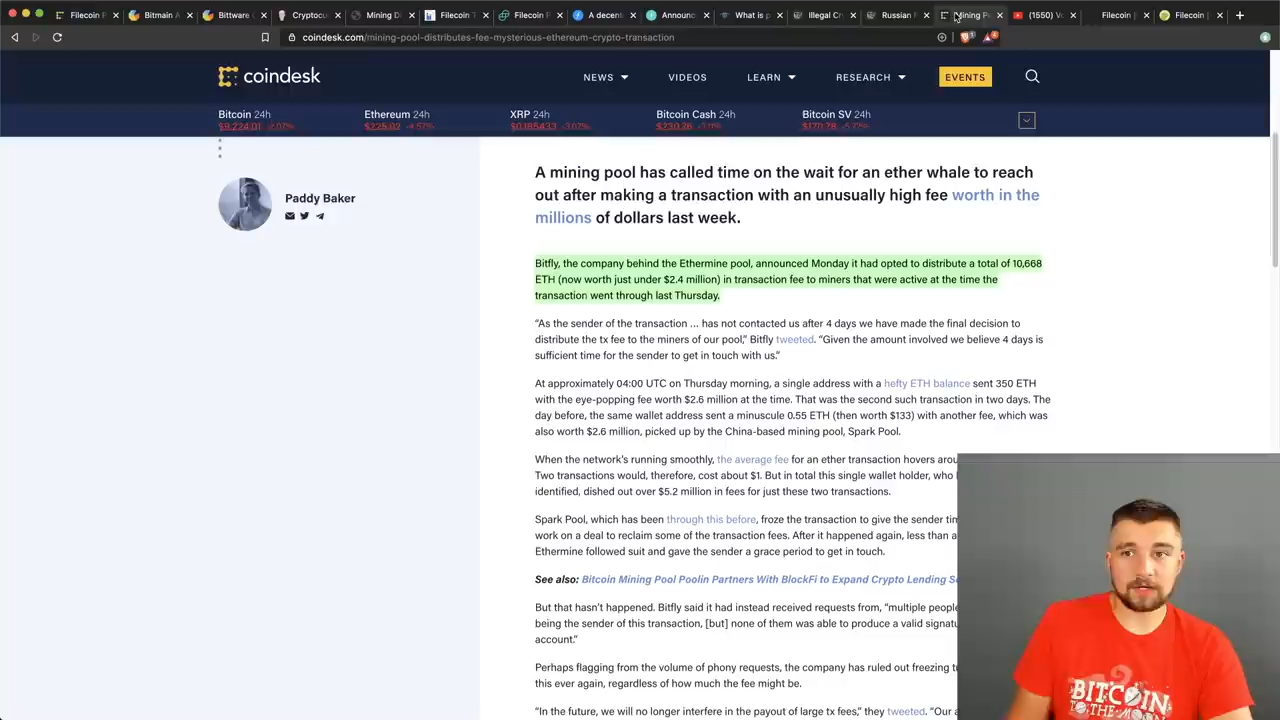 Filecoin F
Bitmain A
Bittware
Cryptocu
Mining D
Filecoin T
Filecoin P
A decent
Announc
What is p
Illegal Cr
Russian
Mining Po
(1550) V
Filecoin
Filecoin
coindesk.com/mining-pool-distributes-fee-mysterious-ethereum-crypto-transaction
coindesk
NEWS
VIDEOS
LEARN
RESEARCH
EVENTS
Bitcoin 24h
Ethereum 24h
XRP 24h
Bitcoin Cash 24h
Bitcoin SV 24h
Paddy Baker
A mining pool has called time on the wait for an ether whale to reach
out after making a transaction with an unusually high fee worth in the
millions of dollars last week.
Bitfly, the company behind the Ethermine pool, announced Monday it had opted to distribute a total of 10,668
ETH (now worth just under $2.4 million) in transaction fee to miners that were active at the time the
transaction went through last Thursday.
“As the sender of the transaction ... has not contacted us after 4 days we have made the final decision to
distribute the tx fee to the miners of our pool,” Bitfly tweeted. “Given the amount involved we believe 4 days is
sufficient time for the sender to get in touch with us.”
At approximately 04:00 UTC on Thursday morning, a single address with a hefty ETH balance sent 350 ETH
with the eye-popping fee worth $2.6 million at the time. That was the second such transaction in two days. The
day before, the same wallet address sent a minuscule 0.55 ETH (then worth $133) with another fee, which was
also worth $2.6 million, picked up by the China-based mining pool, Spark Pool.
When the network's running smoothly, the average fee for an ether transaction hovers arou
Two transactions would, therefore, cost about $1. But in total this single wallet holder, who
identified, dished out over $5.2 million in fees for just these two transactions.
Spark Pool, which has been through this before, froze the transaction to give the sender tim
work on a deal to reclaim some of the transaction fees. After it happened again, less than a
Ethermine followed suit and gave the sender a grace period to get in touch.
See also: Bitcoin Mining Pool Poolin Partners With BlockFi to Expand Crypto Lending Se
But that hasn't happened. Bitfly said it had instead received requests from, “multiple people
being the sender of this transaction, [but] none of them was able to produce a valid signatu
account.”
Perhaps flagging from the volume of phony requests, the company has ruled out freezing t
this ever again, regardless of how much the fee might be.
“In the future, we will no longer interfere in the payout of large tx fees,” they tweeted. “Our a
BITCOIN
TO THE MOON